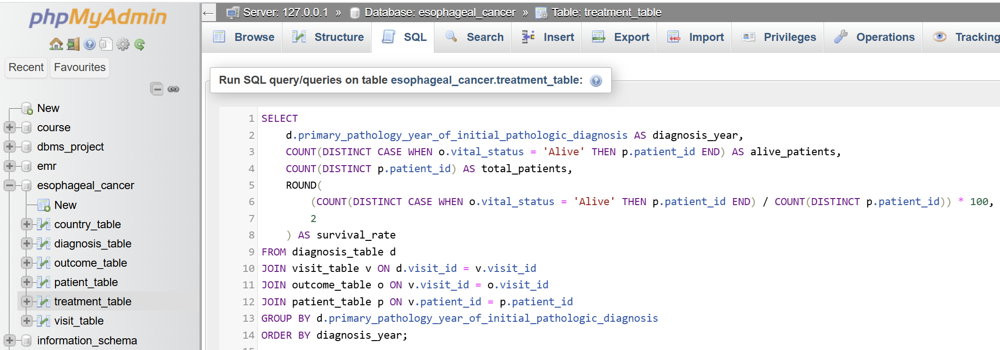 phpMyAdmin
Recent
Favourites
New
course
dbms_project
emr
esophageal_cancer
New
country_table
diagnosis_table
outcome_table
patient_table
treatment_table
visit_table
information_schema
Server: 127.0.0.1 » Database: esophageal_cancer » Table: treatment_table
Browse Structure SQL Search Insert Export Import Privileges Operations Tracking
Run SQL query/queries on table esophageal_cancer.treatment_table:
1 SELECT
2 d.primary_pathology_year_of_initial_pathologic_diagnosis AS diagnosis_year,
3 COUNT(DISTINCT CASE WHEN o.vital_status = 'Alive' THEN p.patient_id END) AS alive_patients,
4 COUNT(DISTINCT p.patient_id) AS total_patients,
5 ROUND(
6 (COUNT(DISTINCT CASE WHEN o.vital_status = 'Alive' THEN p.patient_id END) / COUNT(DISTINCT p.patient_id)) * 100,
7 2
8 ) AS survival_rate
9 FROM diagnosis_table d
10 JOIN visit_table v ON d.visit_id = v.visit_id
11 JOIN outcome_table o ON v.visit_id = o.visit_id
12 JOIN patient_table p ON v.patient_id = p.patient_id
13 GROUP BY d.primary_pathology_year_of_initial_pathologic_diagnosis
14 ORDER BY diagnosis_year;
15